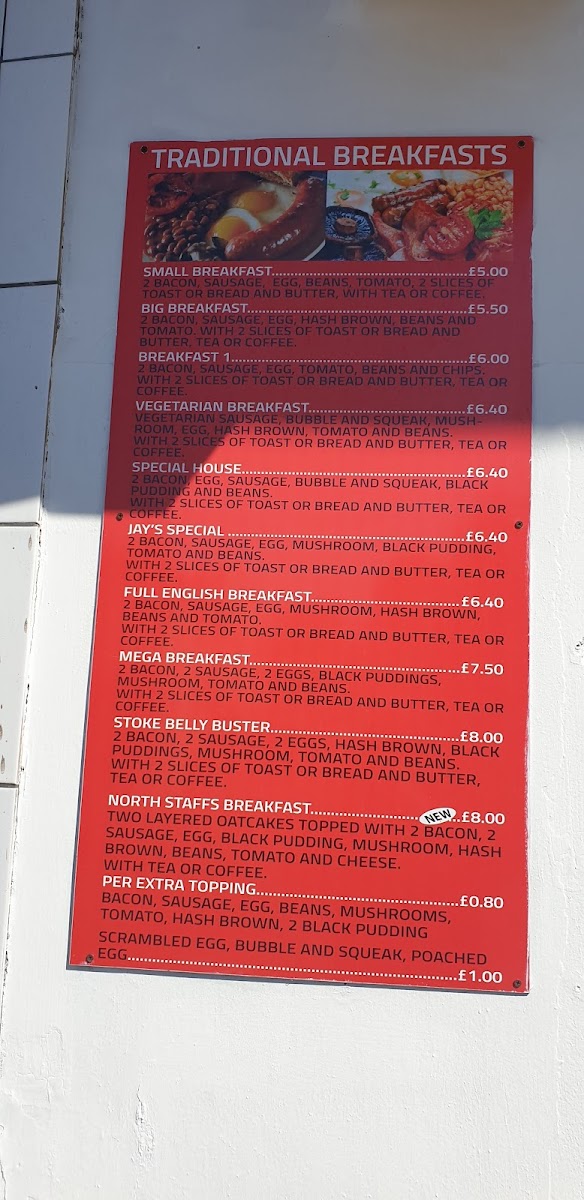 TRADITIONAL BREAKFASTS
SMALL BREAKFAST...£5.00
2 BACON, SAUSAGE, EGG, BEANS, TOMATO, 2 SLICES OF
TOAST OR BREAD AND BUTTER, WITH TEA OR COFFEE.
BIG BREAKFAST...£5.50
2 BACON, SAUSAGE, EGG, HASH BROWN, BEANS AND
TOMATO. WITH 2 SLICES OF TOAST OR BREAD AND
BUTTER, TEA OR COFFEE.
BREAKFAST 1...£6.00
2 BACON, SAUSAGE, EGG, TOMATO, BEANS AND CHIPS.
WITH 2 SLICES OF TOAST OR BREAD AND BUTTER, TEA OR
COFFEE.
VEGETARIAN BREAKFAST...£6.40
VEGETARIAN SAUSAGE, BUBBLE AND SQUEAK, MUSH-
ROOM, EGG, HASH BROWN, TOMATO AND BEANS.
WITH 2 SLICES OF TOAST OR BREAD AND BUTTER, TEA OR
COFFEE.
SPECIAL HOUSE...£6.40
2 BACON, EGG, SAUSAGE, BUBBLE AND SQUEAK, BLACK
PUDDING AND BEANS.
WITH 2 SLICES OF TOAST OR BREAD AND BUTTER, TEA OR
COFFEE.
JAY'S SPECIAL ...£6.40
2 BACON, SAUSAGE, EGG, MUSHROOM, BLACK PUDDING,
TOMATO AND BEANS.
WITH 2 SLICES OF TOAST OR BREAD AND BUTTER, TEA OR
COFFEE.
FULL ENGLISH BREAKFAST...£6.40
2 BACON, SAUSAGE, EGG, MUSHROOM, HASH BROWN,
BEANS AND TOMATO.
WITH 2 SLICES OF TOAST OR BREAD AND BUTTER, TEA OR
COFFEE.
MEGA BREAKFAST...£7.50
2 BACON, 2 SAUSAGE, 2 EGGS, BLACK PUDDINGS,
MUSHROOM, TOMATO AND BEANS.
WITH 2 SLICES OF TOAST OR BREAD AND BUTTER, TEA OR
COFFEE.
STOKE BELLY BUSTER...£8.00
2 BACON, 2 SAUSAGE, 2 EGGS, HASH BROWN, BLACK
PUDDINGS, MUSHROOM, TOMATO AND BEANS.
WITH 2 SLICES OF TOAST OR BREAD AND BUTTER,
TEA OR COFFEE.
NORTH STAFFS BREAKFAST...NEW...£8.00
TWO LAYERED OATCAKES TOPPED WITH 2 BACON, 2
SAUSAGE, EGG, BLACK PUDDING, MUSHROOM, HASH
BROWN, BEANS, TOMATO AND CHEESE.
WITH TEA OR COFFEE.
PER EXTRA TOPPING...£0.80
BACON, SAUSAGE, EGG, BEANS, MUSHROOMS,
TOMATO, HASH BROWN, 2 BLACK PUDDING
SCRAMBLED EGG, BUBBLE AND SQUEAK, POACHED
EGG...£1.00